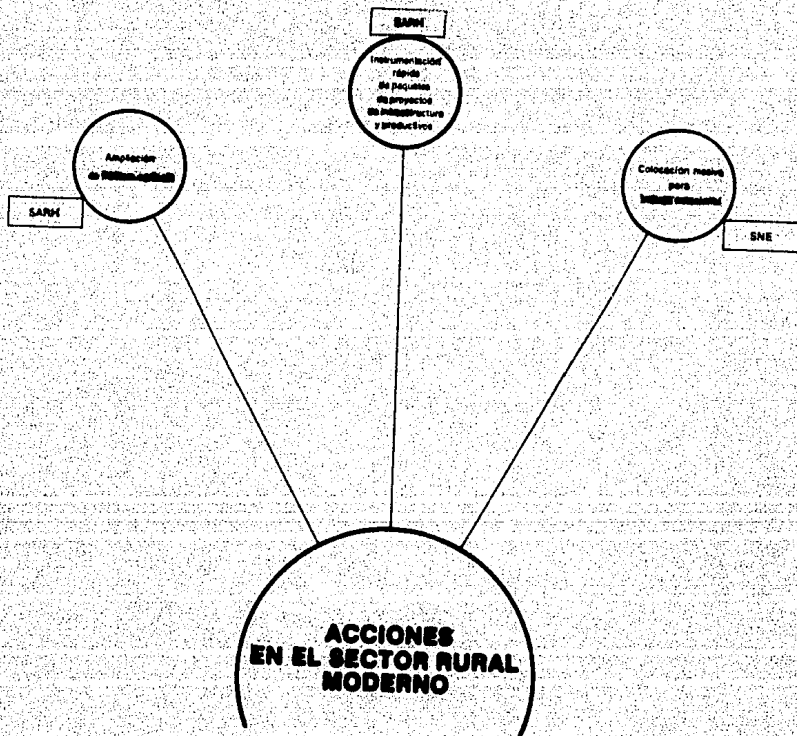 SARH
Instrumentación
rápida
de paquetes
de proyectos
de infraestructura
y productivos
Ampliación
de
SARH
Colocación masiva
para
SNE
ACCIONES
EN EL SECTOR RURAL
MODERNO